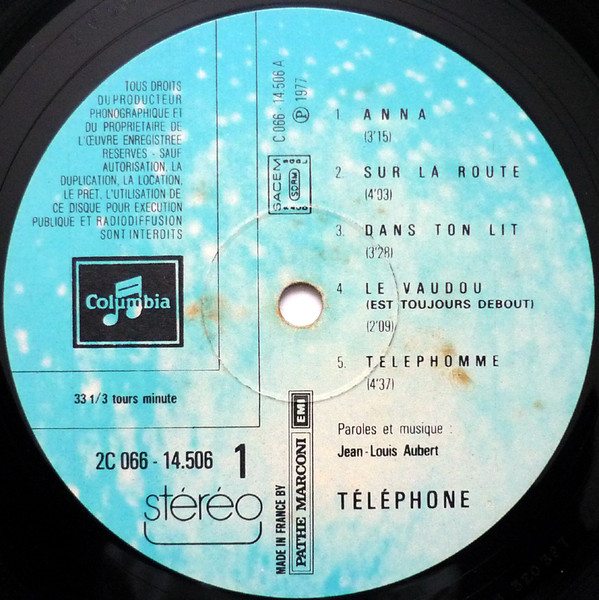 TOUS DROITS
DU PRODUCTEUR
PHONOGRAPHIQUE ET
DU PROPRIETAIRE DE
L'ŒUVRE ENREGISTREE
RESERVES - SAUF
AUTORISATION, LA
DUPLICATION, LA LOCATION,
LE PRET, L'UTILISATION DE
CE DISQUE POUR EXECUTION
PUBLIQUE ET RADIODIFFUSION
SONT INTERDITS
C 066 14.506 A
Ⓟ 1977
SACEM
SDRM
Columbia
33 1/3 tours minute
2C 066 - 14.506 1
stéréo
MADE IN FRANCE BY
PATHE MARCONI EMI
1. ANNA
(3'15)
2. SUR LA ROUTE
(4'03)
3. DANS TON LIT
(3'28)
4. LE VAUDOU
(EST TOUJOURS DEBOUT)
(2'09)
5. TELEPHOMME
(4'37)
Paroles et musique :
Jean-Louis Aubert
TÉLÉPHONE